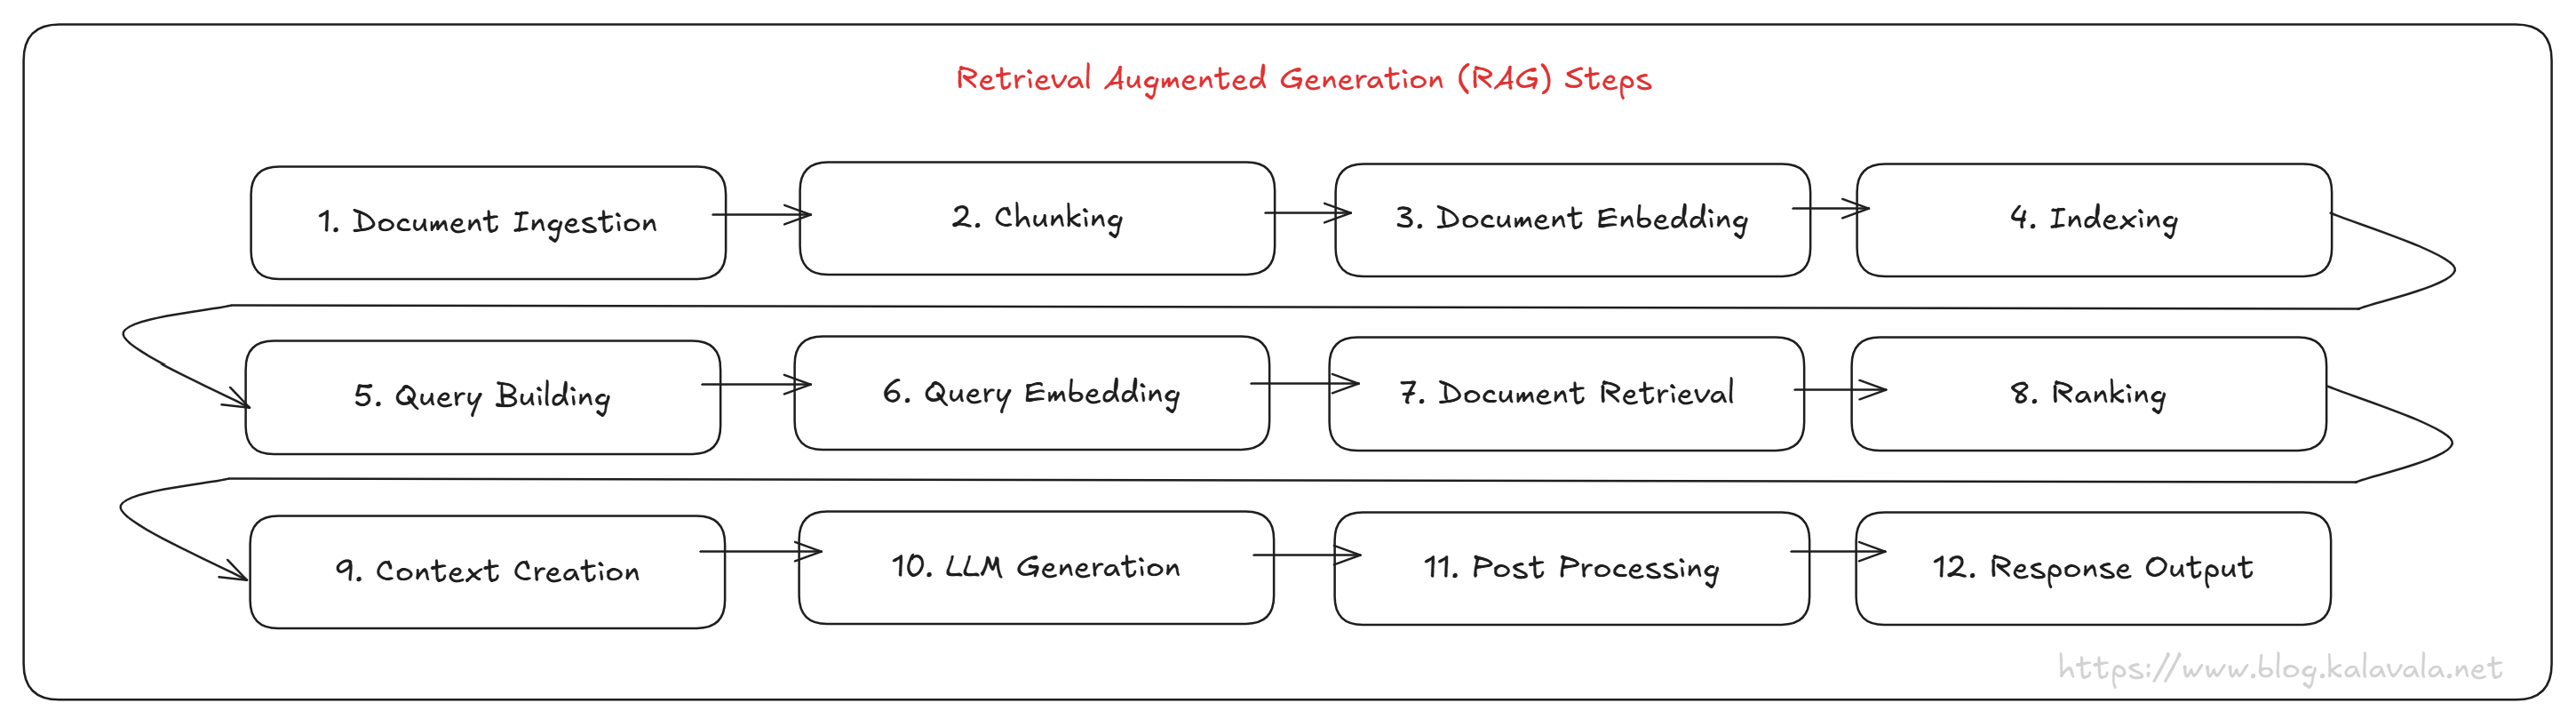 Retrieval Augmented Generation (RAG) Steps
1. Document Ingestion
2. Chunking
3. Document Enbedding
4. Indexing
5. Query Building
6. Query Embedding
7. Document Retrieval
8. Ranking
9. Context Creation
10. LLM Generation
11. Post Processing
12. Response Output
https://www.blog.kalavala.net